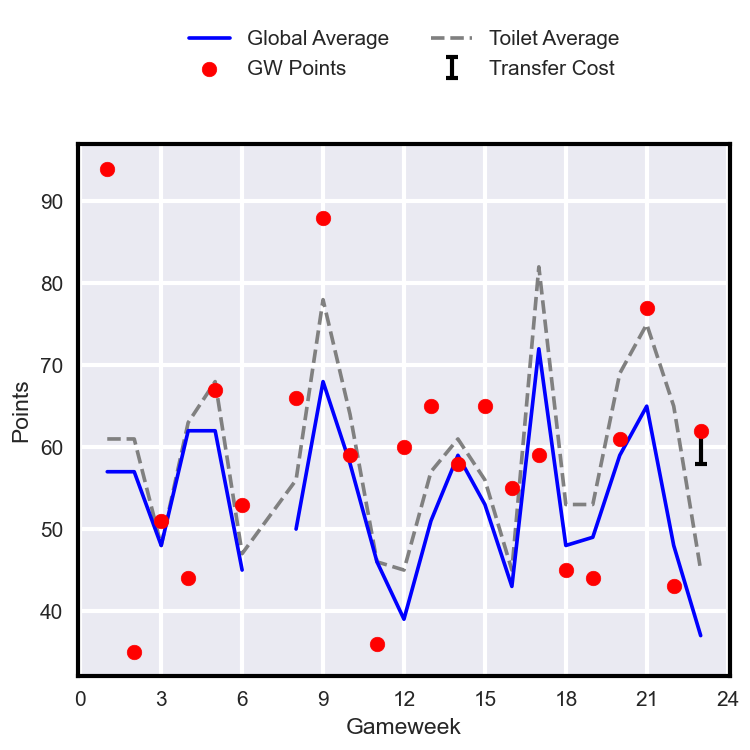 Global Average
Toilet Average
GW Points
Transfer Cost
90
80
70
60
50
40
Points
0 3 6 9 12 15 18 21 24
Gameweek